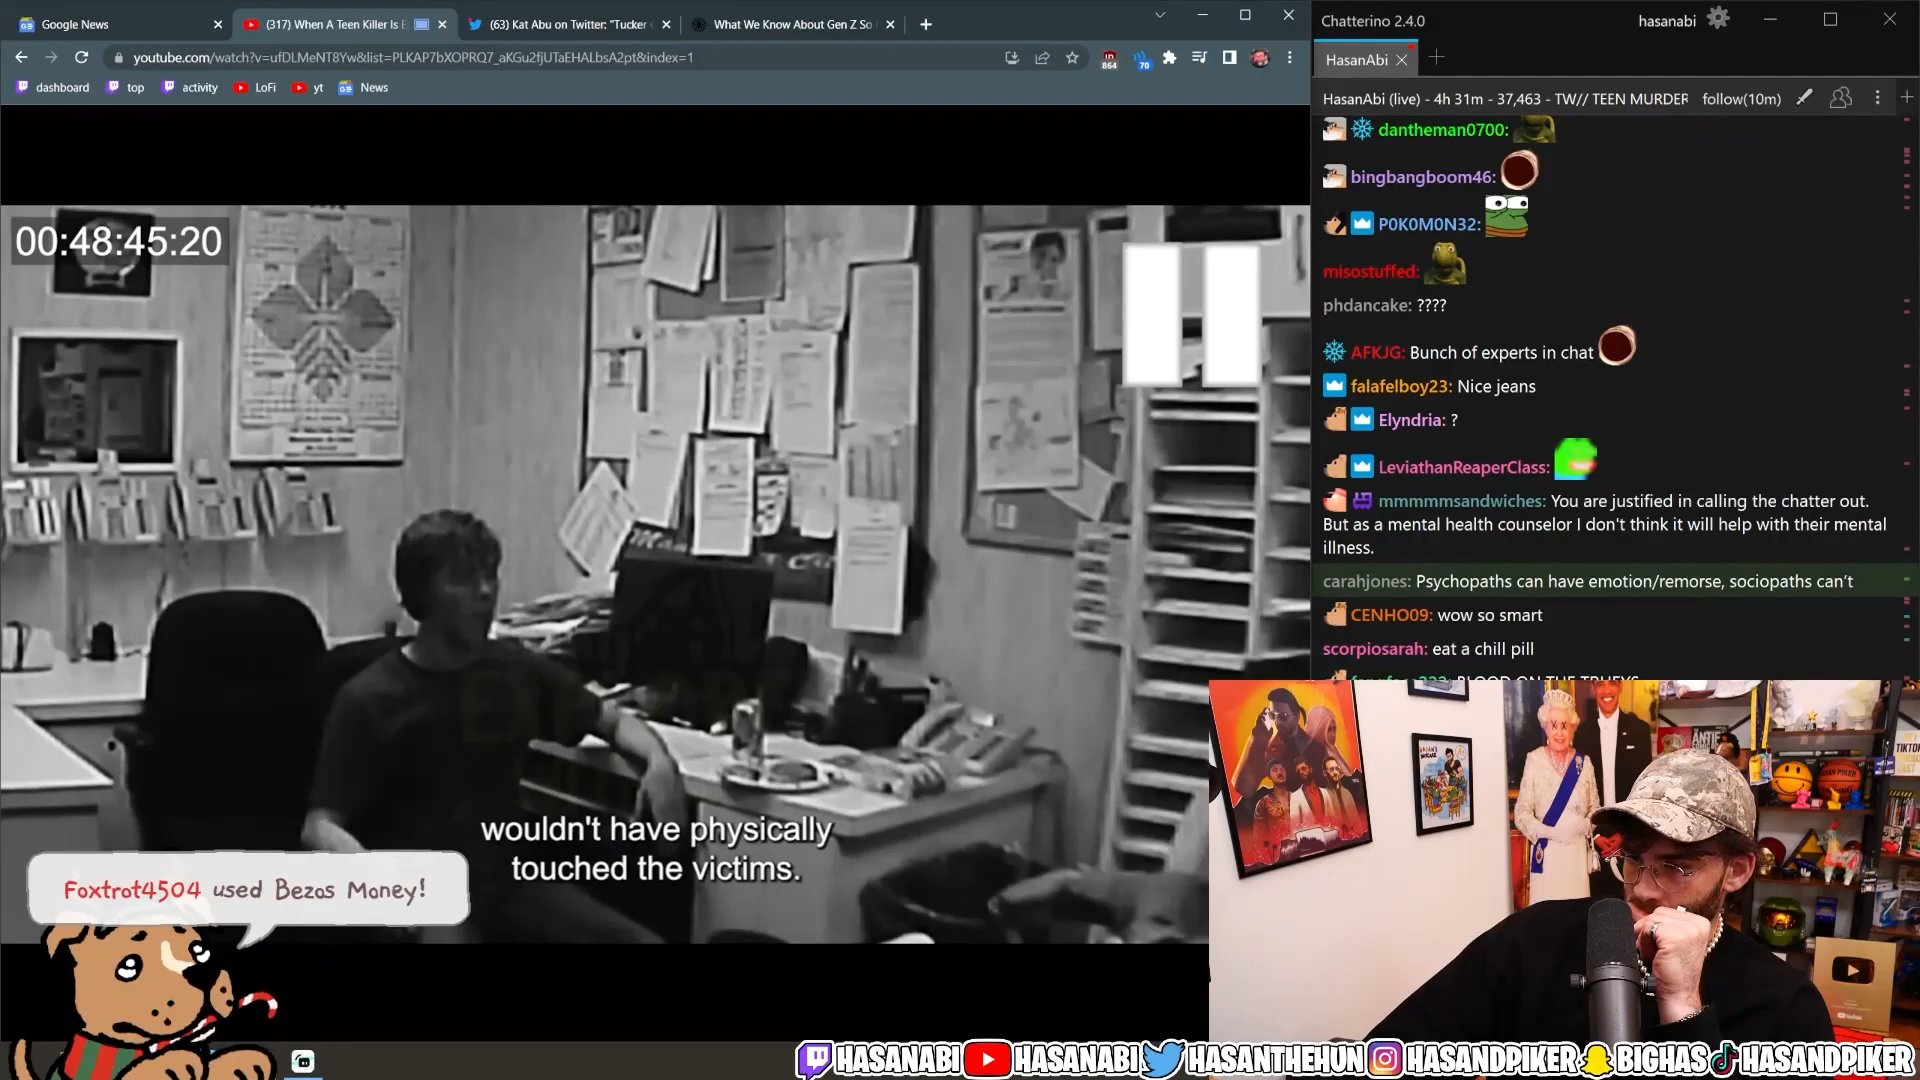 Google News
(317) When A Teen Killer Is E
(63) Kat Abu on Twitter: "Tucker
What We Know About Gen Z So
youtube.com/watch?v=ufDLMeNT8Yw&list=PLKAP7bXOPRQ7_aKGu2fjUTaEHALbsA2pt&index=1
864
70
dashboard
top
activity
LoFi
yt
News
00:48:45:20
wouldn't have physically
touched the victims.
Foxtrot4504 used Bezos Money!
Chatterino 2.4.0
hasanabi
HasanAbi
HasanAbi (live) - 4h 31m - 37,463 - TW// TEEN MURDER
follow(10m)
dantheman0700:
bingbangboom46:
P0K0M0N32:
misostuffed:
phdancake: ????
AFKJG: Bunch of experts in chat
falafelboy23: Nice jeans
Elyndria: ?
LeviathanReaperClass:
mmmmmsandwiches: You are justified in calling the chatter out.
But as a mental health counselor I don't think it will help with their mental
illness.
carahjones: Psychopaths can have emotion/remorse, sociopaths can't
CENHO09: wow so smart
scorpiosarah: eat a chill pill
HASANABI
HASANABI
HASANTHEHUN
HASANDPIKER
BIGHAS
HASANDPIKER